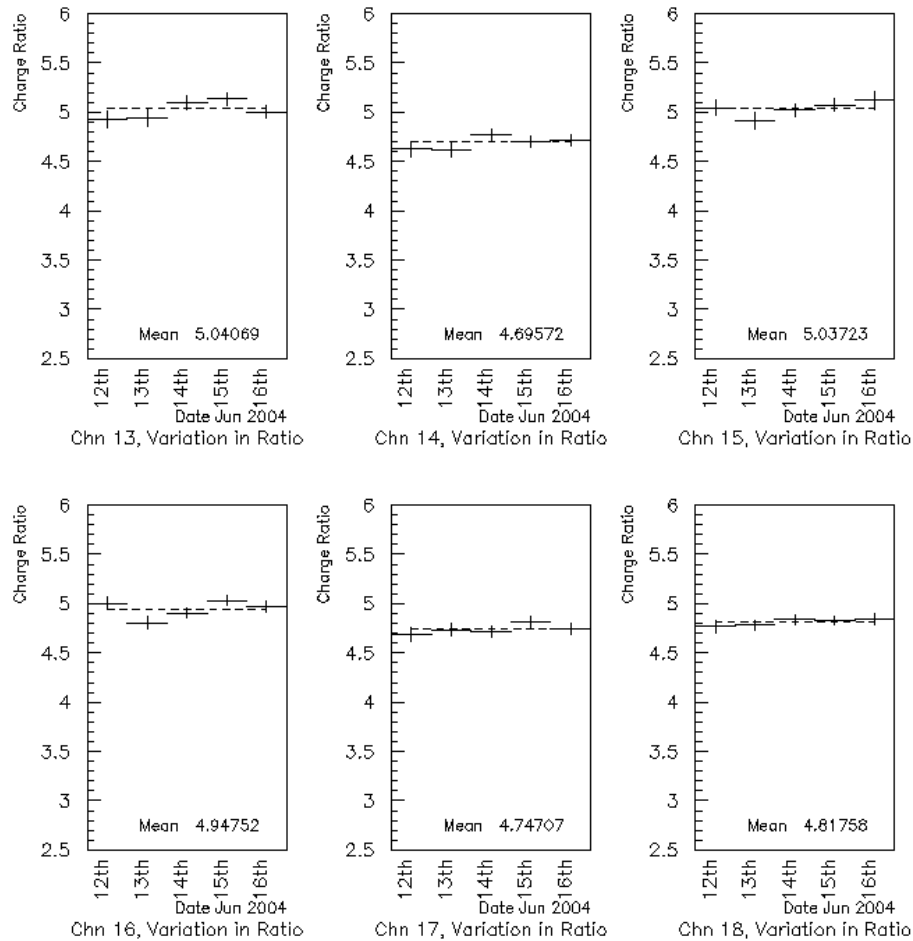 Charge Ratio
6
5.5
5
4.5
4
3.5
3
2.5
Mean 5.04069
12th
13th
14th
15th
16th
Date Jun 2004
Chn 13, Variation in Ratio
Charge Ratio
6
5.5
5
4.5
4
3.5
3
2.5
Mean 4.69572
12th
13th
14th
15th
16th
Date Jun 2004
Chn 14, Variation in Ratio
Charge Ratio
6
5.5
5
4.5
4
3.5
3
2.5
Mean 5.03723
12th
13th
14th
15th
16th
Date Jun 2004
Chn 15, Variation in Ratio
Charge Ratio
6
5.5
5
4.5
4
3.5
3
2.5
Mean 4.94752
12th
13th
14th
15th
16th
Date Jun 2004
Chn 16, Variation in Ratio
Charge Ratio
6
5.5
5
4.5
4
3.5
3
2.5
Mean 4.74707
12th
13th
14th
15th
16th
Date Jun 2004
Chn 17, Variation in Ratio
Charge Ratio
6
5.5
5
4.5
4
3.5
3
2.5
Mean 4.81758
12th
13th
14th
15th
16th
Date Jun 2004
Chn 18, Variation in Ratio